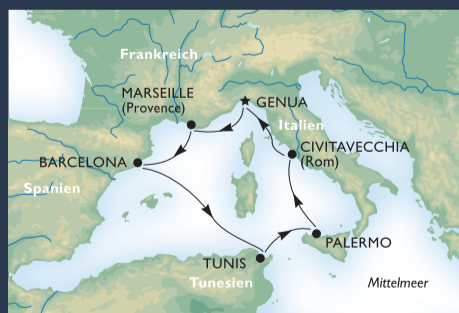 Frankreich
MARSEILLE
(Provence)
GENUA
Italien
CIVITAVECCHIA
(Rom)
BARCELONA
Spanien
PALERMO
TUNIS
Tunesien
Mittelmeer